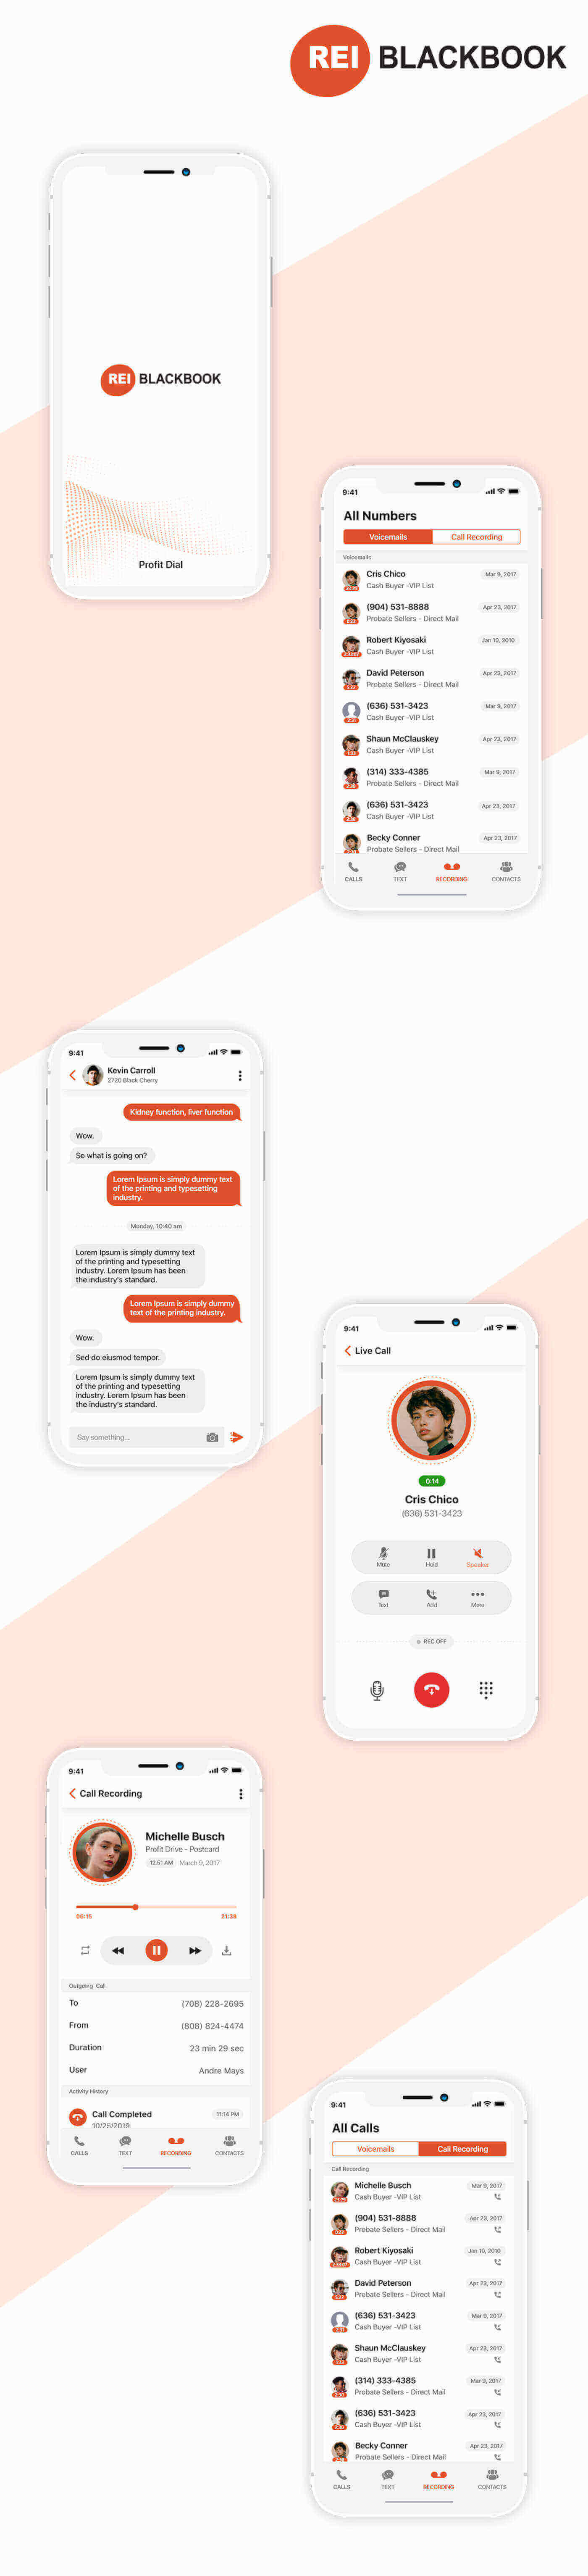 REI BLACKBOOK
REI BLACKBOOK
Profit Dial
9:41
All Numbers
Voicemails
Call Recording
Voicemails
Cris Chico
Mar 9, 2017
Cash Buyer -VIP List
(904) 531-8888
Apr 23, 2017
Probate Sellers - Direct Mail
Robert Kiyosaki
Jan 10, 2010
Cash Buyer -VIP List
David Peterson
Apr 23, 2017
Probate Sellers - Direct Mail
(636) 531-3423
Mar 9, 2017
Cash Buyer -VIP List
Shaun McClauskey
Apr 23, 2017
Cash Buyer -VIP List
(314) 333-4385
Mar 9, 2017
Probate Sellers - Direct Mail
(636) 531-3423
Apr 23, 2017
Cash Buyer -VIP List
Becky Conner
Apr 23, 2017
Probate Sellers - Direct Mail
CALLS
TEXT
RECORDING
CONTACTS
9:41
Kevin Carroll
2720 Black Cherry
Kidney function, liver function
Wow.
So what is going on?
Lorem Ipsum is simply dummy text
of the printing and typesetting
industry.
Monday, 10:40 am
Lorem Ipsum is simply dummy text
of the printing and typesetting
industry. Lorem Ipsum has been
the industry's standard.
Lorem Ipsum is simply dummy
text of the printing industry.
Wow.
Sed do eiusmod tempor.
Lorem Ipsum is simply dummy text
of the printing and typesetting
industry. Lorem Ipsum has been
the industry's standard.
Say something...
9:41
Live Call
0:14
Cris Chico
(636) 531-3423
Mute
Hold
Speaker
Text
Add
More
REC OFF
9:41
Call Recording
Michelle Busch
Profit Drive - Postcard
12.51 AM
March 9, 2017
06:15
21:38
Outgoing Call
To
(708) 228-2695
From
(808) 824-4474
Duration
23 min 29 sec
User
Andre Mays
Activity History
Call Completed
11:14 PM
10/25/2019
CALLS
TEXT
RECORDING
CONTACTS
9:41
All Calls
Voicemails
Call Recording
Call Recording
Michelle Busch
Mar 9, 2017
Cash Buyer -VIP List
(904) 531-8888
Apr 23, 2017
Probate Sellers - Direct Mail
Robert Kiyosaki
Jan 10, 2010
Cash Buyer -VIP List
David Peterson
Apr 23, 2017
Probate Sellers - Direct Mail
(636) 531-3423
Mar 9, 2017
Cash Buyer -VIP List
Shaun McClauskey
Apr 23, 2017
Cash Buyer -VIP List
(314) 333-4385
Mar 9, 2017
Probate Sellers - Direct Mail
(636) 531-3423
Apr 23, 2017
Cash Buyer -VIP List
Becky Conner
Apr 23, 2017
Probate Sellers - Direct Mail
CALLS
TEXT
RECORDING
CONTACTS